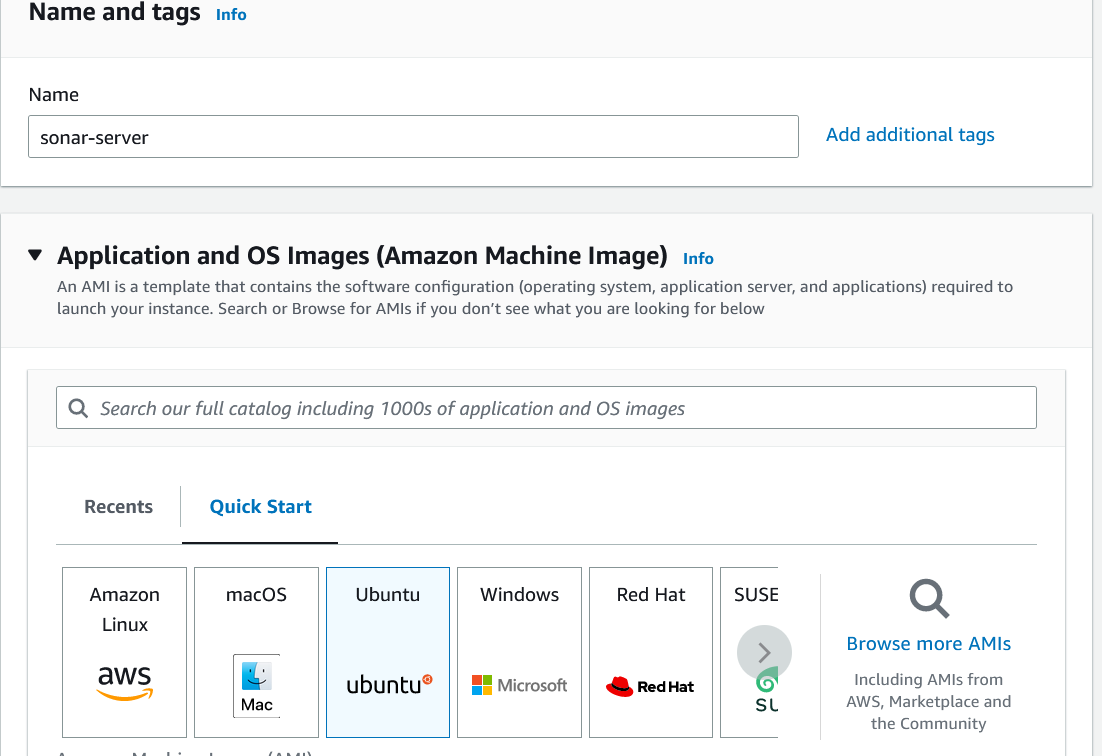 Name and tags Info
Name
sonar-server
Add additional tags
Application and OS Images (Amazon Machine Image) Info
An AMI is a template that contains the software configuration (operating system, application server, and applications) required to
launch your instance. Search or Browse for AMIs if you don’t see what you are looking for below
Search our full catalog including 1000s of application and OS images
Recents
Quick Start
Amazon
Linux
aws
macOS
Mac
Ubuntu
ubuntu
Windows
Microsoft
Red Hat
Red Hat
SUSE
SU
Browse more AMIs
Including AMIs from
AWS, Marketplace and
the Community
Amazon Machine Image (AMI)